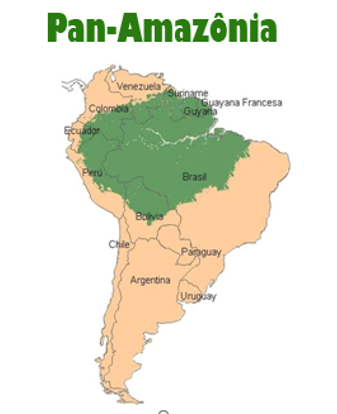 Pan-Amazônia
Venezuela
Suriname
Guayana Francesa
Colombia
Guyana
Ecuador
Perú
Brasil
Bolivia
Chile
Paraguay
Argentina
Uruguay